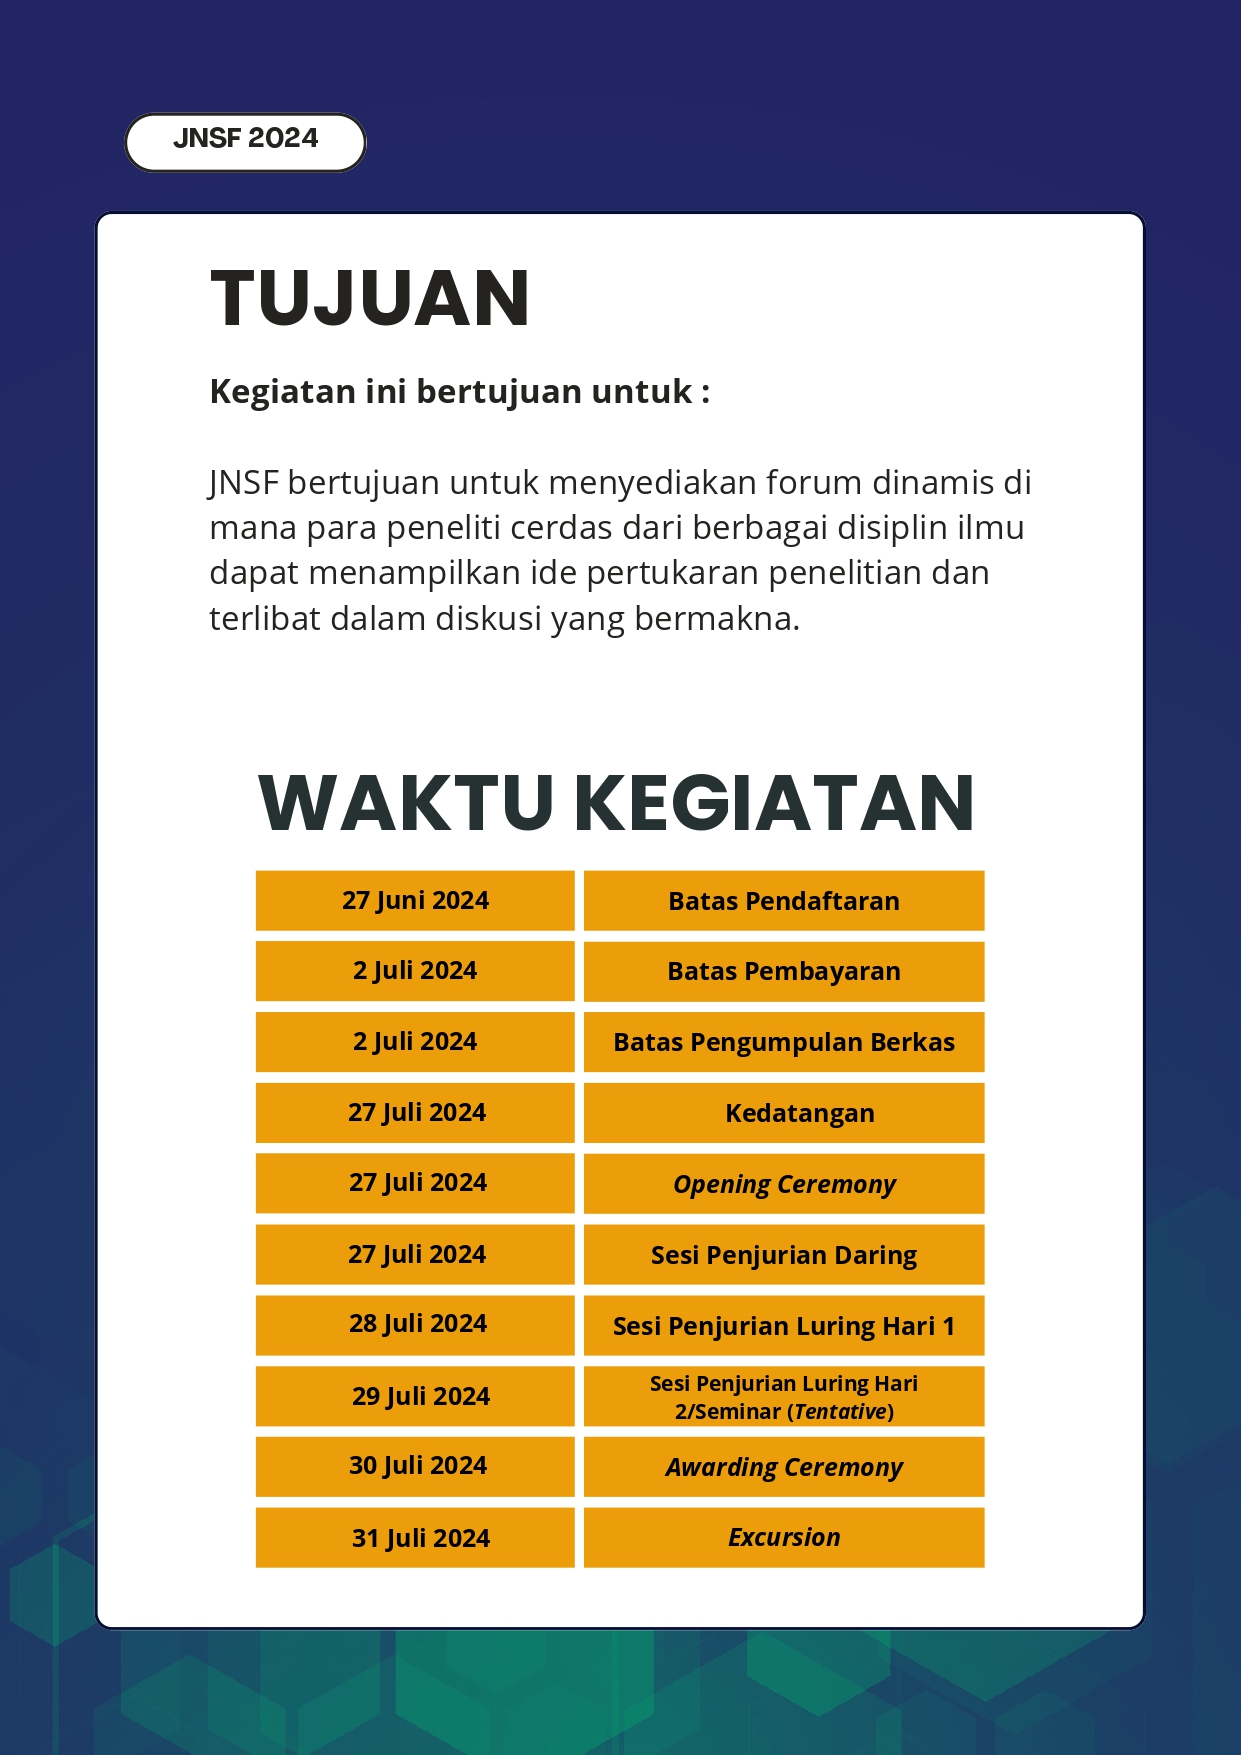 JNSF 2024
TUJUAN
Kegiatan ini bertujuan untuk :
JNSF bertujuan untuk menyediakan forum dinamis di
mana para peneliti cerdas dari berbagai disiplin ilmu
dapat menampilkan ide pertukaran penelitian dan
terlibat dalam diskusi yang bermakna.
WAKTU KEGIATAN
27 Juni 2024 Batas Pendaftaran
2 Juli 2024 Batas Pembayaran
2 Juli 2024 Batas Pengumpulan Berkas
27 Juli 2024 Kedatangan
27 Juli 2024 Opening Ceremony
27 Juli 2024 Sesi Penjurian Daring
28 Juli 2024 Sesi Penjurian Luring Hari 1
29 Juli 2024 Sesi Penjurian Luring Hari
2/Seminar (Tentative)
30 Juli 2024 Awarding Ceremony
31 Juli 2024 Excursion